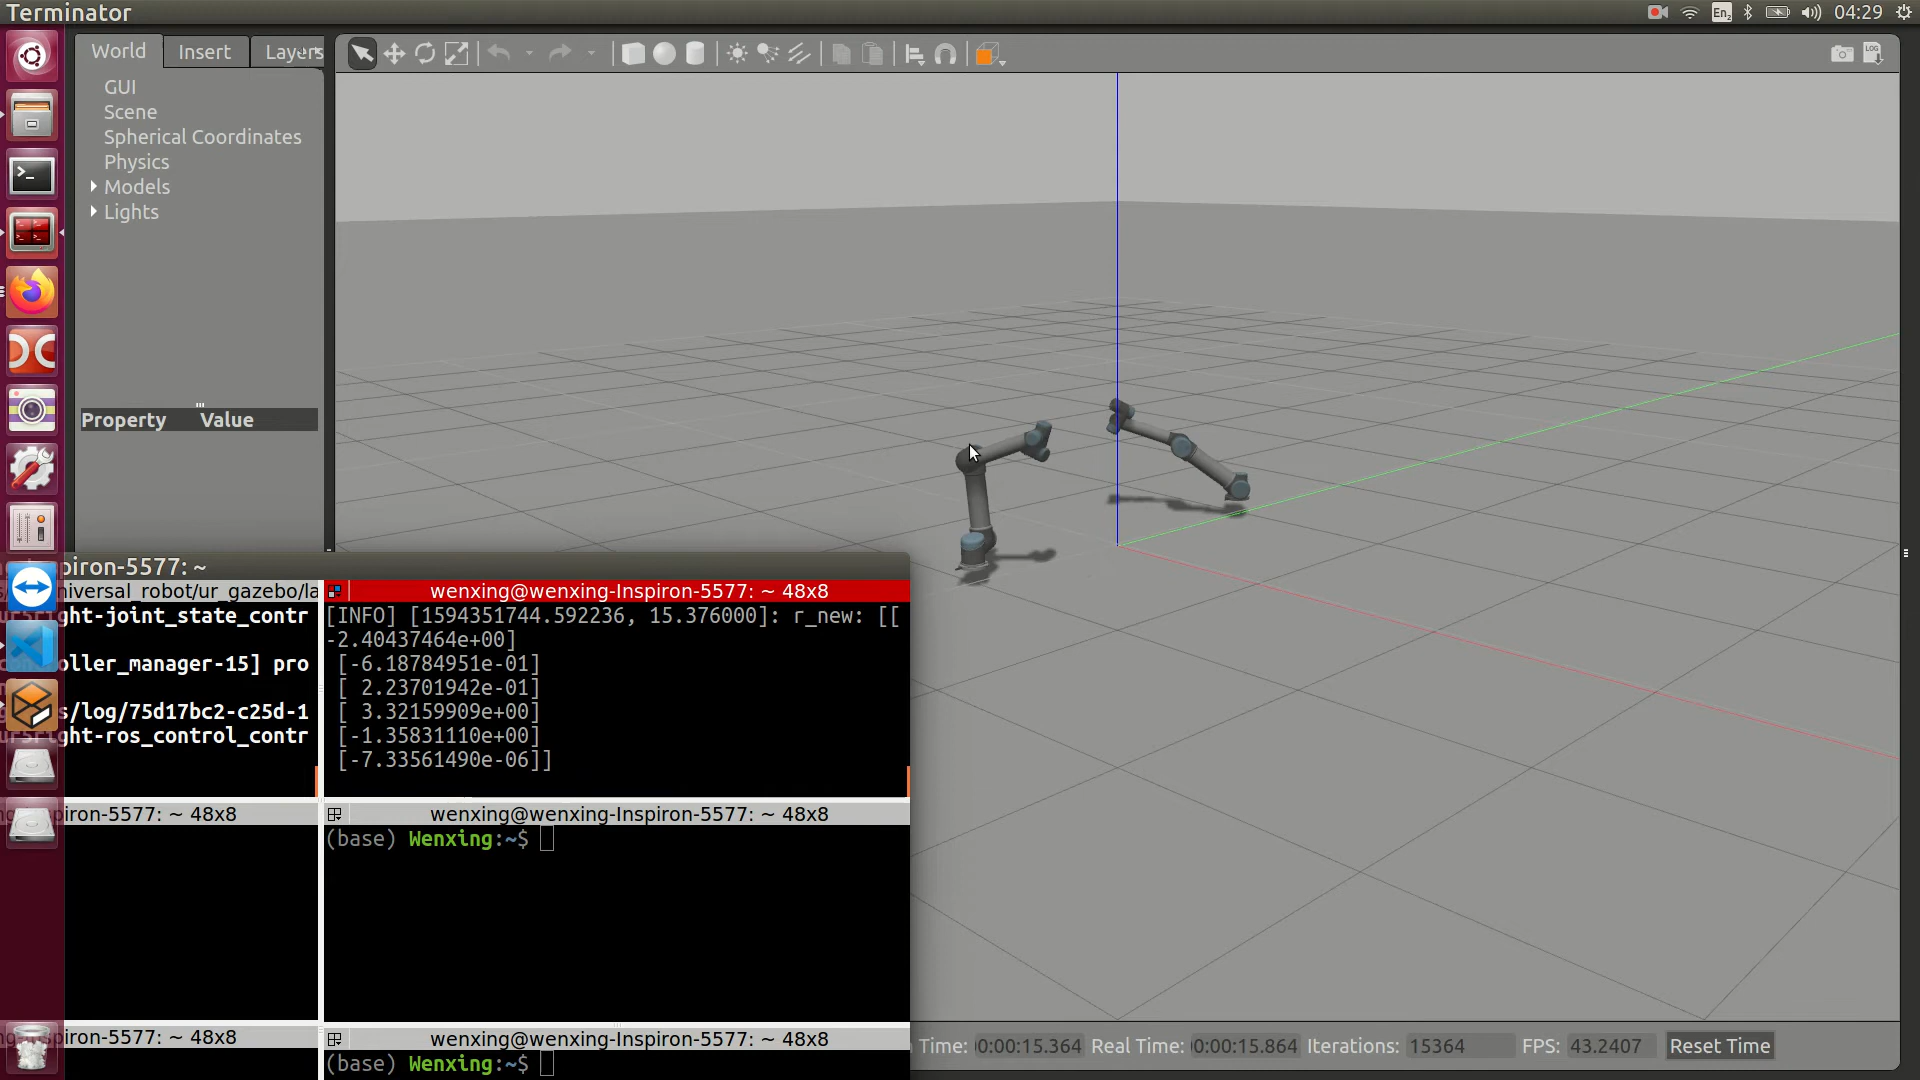 Terminator
En2
04:29
World
Insert
Layers
LOG
GUI
Scene
Spherical Coordinates
Physics
Models
Lights
Property Value
piron-5577: ~
niversal_robot/ur_gazebo/la
ght-joint_state_contr
oller_manager-15] pro
s/log/75d17bc2-c25d-1
ght-ros_control_contr
wenxing@wenxing-Inspiron-5577: ~ 48x8
[INFO] [1594351744.592236, 15.376000]: r_new: [[
-2.40437464e+00]
[-6.18784951e-01]
[ 2.23701942e-01]
[ 3.32159909e+00]
[-1.35831110e+00]
[-7.33561490e-06]]
piron-5577: ~ 48x8
wenxing@wenxing-Inspiron-5577: ~ 48x8
(base) Wenxing:~$
piron-5577: ~ 48x8
wenxing@wenxing-Inspiron-5577: ~ 48x8
(base) Wenxing:~$
Time: 0:00:15.364 Real Time: 0:00:15.864 Iterations: 15364 FPS: 43.2407 Reset Time